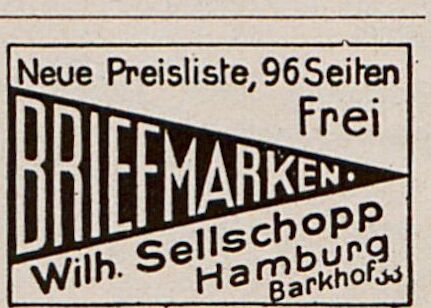 Neue Preisliste, 96 Seiten
Frei
BRIEFMARKEN.
Wilh. Sellschopp
Hamburg
Barkhof 33